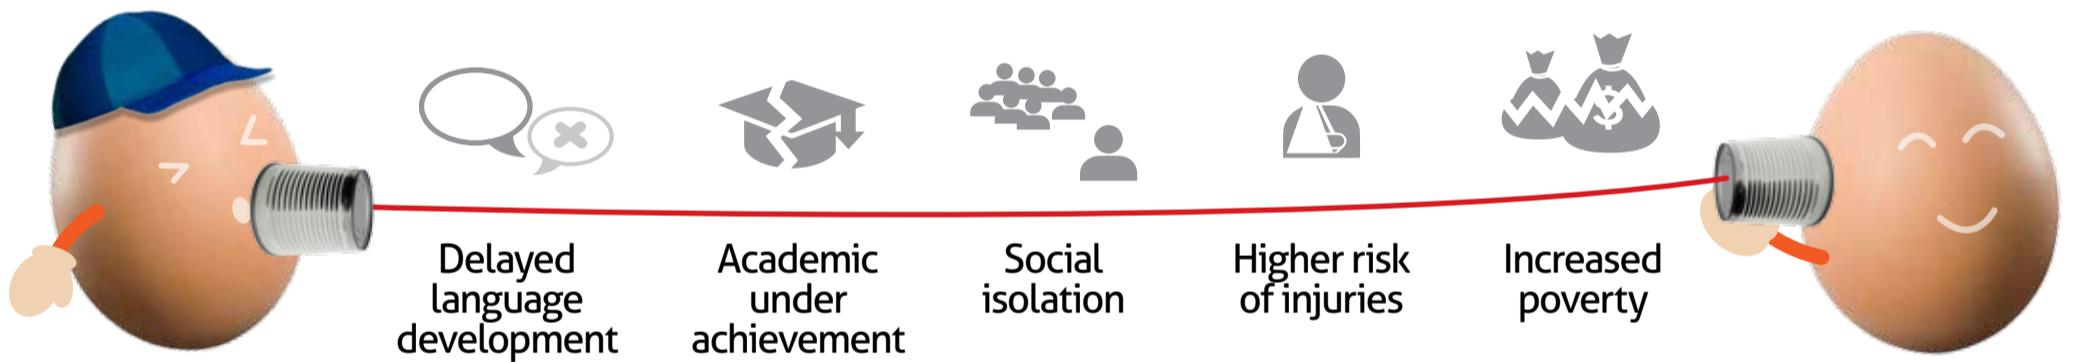 Delayed
language
development
Academic
under
achievement
Social
isolation
Higher risk
of injuries
Increased
poverty
$